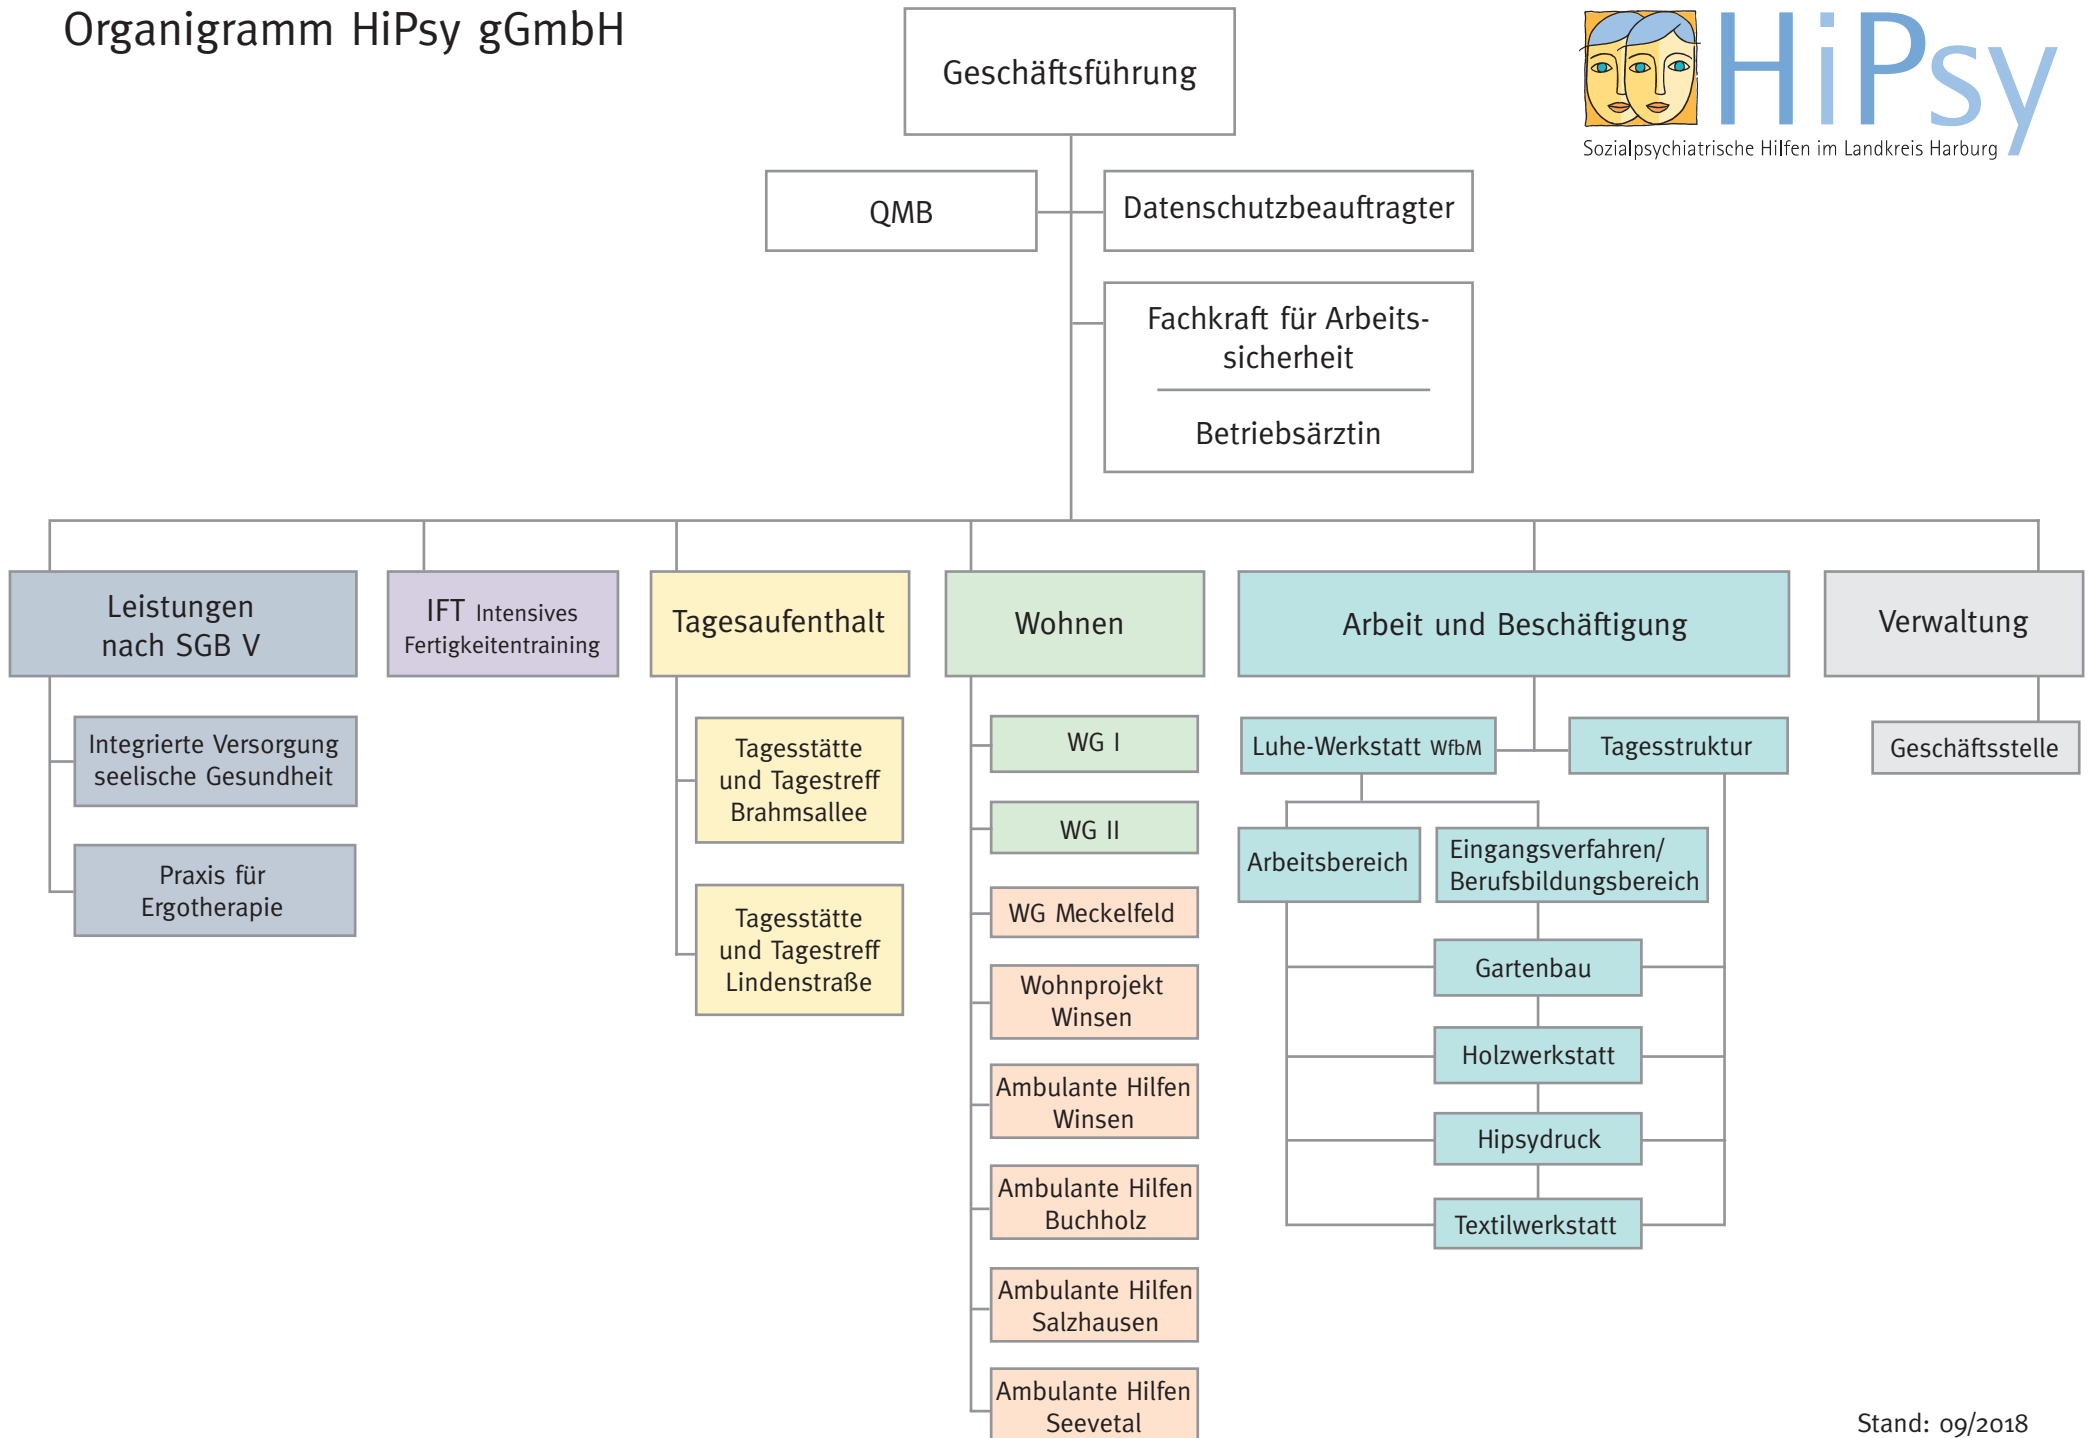 Organigramm HiPsy gGmbH
HiPsy
Sozialpsychiatrische Hilfen im Landkreis Harburg
Geschäftsführung
QMB
Datenschutzbeauftragter
Fachkraft für Arbeits-
sicherheit
Betriebsärztin
Leistungen
nach SGB V
Integrierte Versorgung
seelische Gesundheit
Praxis für
Ergotherapie
IFT Intensives
Fertigkeitentraining
Tagesaufenthalt
Tagesstätte
und Tagestreff
Brahmsallee
Tagesstätte
und Tagestreff
Lindenstraße
Wohnen
WG I
WG II
WG Meckelfeld
Wohnprojekt
Winsen
Ambulante Hilfen
Winsen
Ambulante Hilfen
Buchholz
Ambulante Hilfen
Salzhausen
Ambulante Hilfen
Seevetal
Arbeit und Beschäftigung
Luhe-Werkstatt WfbM
Tagesstruktur
Arbeitsbereich
Eingangsverfahren/
Berufsbildungsbereich
Gartenbau
Holzwerkstatt
Hipsydruck
Textilwerkstatt
Verwaltung
Geschäftsstelle
Stand: 09/2018